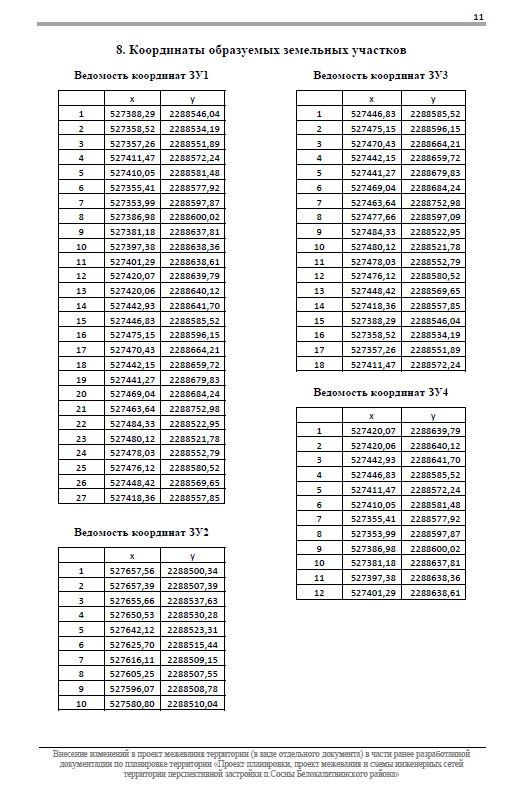 11
8. Координаты образуемых земельных участков
Ведомость координат ЗУ1
x y
1 527388,29 2288546,04
2 527358,52 2288534,19
3 527357,26 2288551,89
4 527411,47 2288572,24
5 527410,05 2288581,48
6 527355,41 2288577,92
7 527353,99 2288597,87
8 527386,98 2288600,02
9 527381,18 2288637,81
10 527397,38 2288638,36
11 527401,29 2288638,61
12 527420,07 2288639,79
13 527420,06 2288640,12
14 527442,93 2288641,70
15 527446,83 2288585,52
16 527475,15 2288596,15
17 527470,43 2288664,21
18 527442,15 2288659,72
19 527441,27 2288679,83
20 527469,04 2288684,24
21 527463,64 2288752,98
22 527484,33 2288522,95
23 527480,12 2288521,78
24 527478,03 2288552,79
25 527476,12 2288580,52
26 527448,42 2288569,65
27 527418,36 2288557,85
Ведомость координат ЗУ2
x y
1 527657,56 2288500,34
2 527657,39 2288507,39
3 527655,66 2288537,63
4 527650,53 2288530,28
5 527642,12 2288523,31
6 527625,70 2288515,44
7 527616,11 2288509,15
8 527605,25 2288507,55
9 527596,07 2288508,78
10 527580,80 2288510,04
Ведомость координат ЗУ3
x y
1 527446,83 2288585,52
2 527475,15 2288596,15
3 527470,43 2288664,21
4 527442,15 2288659,72
5 527441,27 2288679,83
6 527469,04 2288684,24
7 527463,64 2288752,98
8 527477,66 2288597,09
9 527484,33 2288522,95
10 527480,12 2288521,78
11 527478,03 2288552,79
12 527476,12 2288580,52
13 527448,42 2288569,65
14 527418,36 2288557,85
15 527388,29 2288546,04
16 527358,52 2288534,19
17 527357,26 2288551,89
18 527411,47 2288572,24
Ведомость координат ЗУ4
x y
1 527420,07 2288639,79
2 527420,06 2288640,12
3 527442,93 2288641,70
4 527446,83 2288585,52
5 527411,47 2288572,24
6 527410,05 2288581,48
7 527355,41 2288577,92
8 527353,99 2288597,87
9 527386,98 2288600,02
10 527381,18 2288637,81
11 527397,38 2288638,36
12 527401,29 2288638,61
Внесение изменений в проект межевания территории (в виде отдельного документа) в части ранее разработанной
документации по планировке территории «Проект планировки, проект межевания и схемы инженерных сетей
территории перспективной застройки п.Сосны Белокалитвинского района»